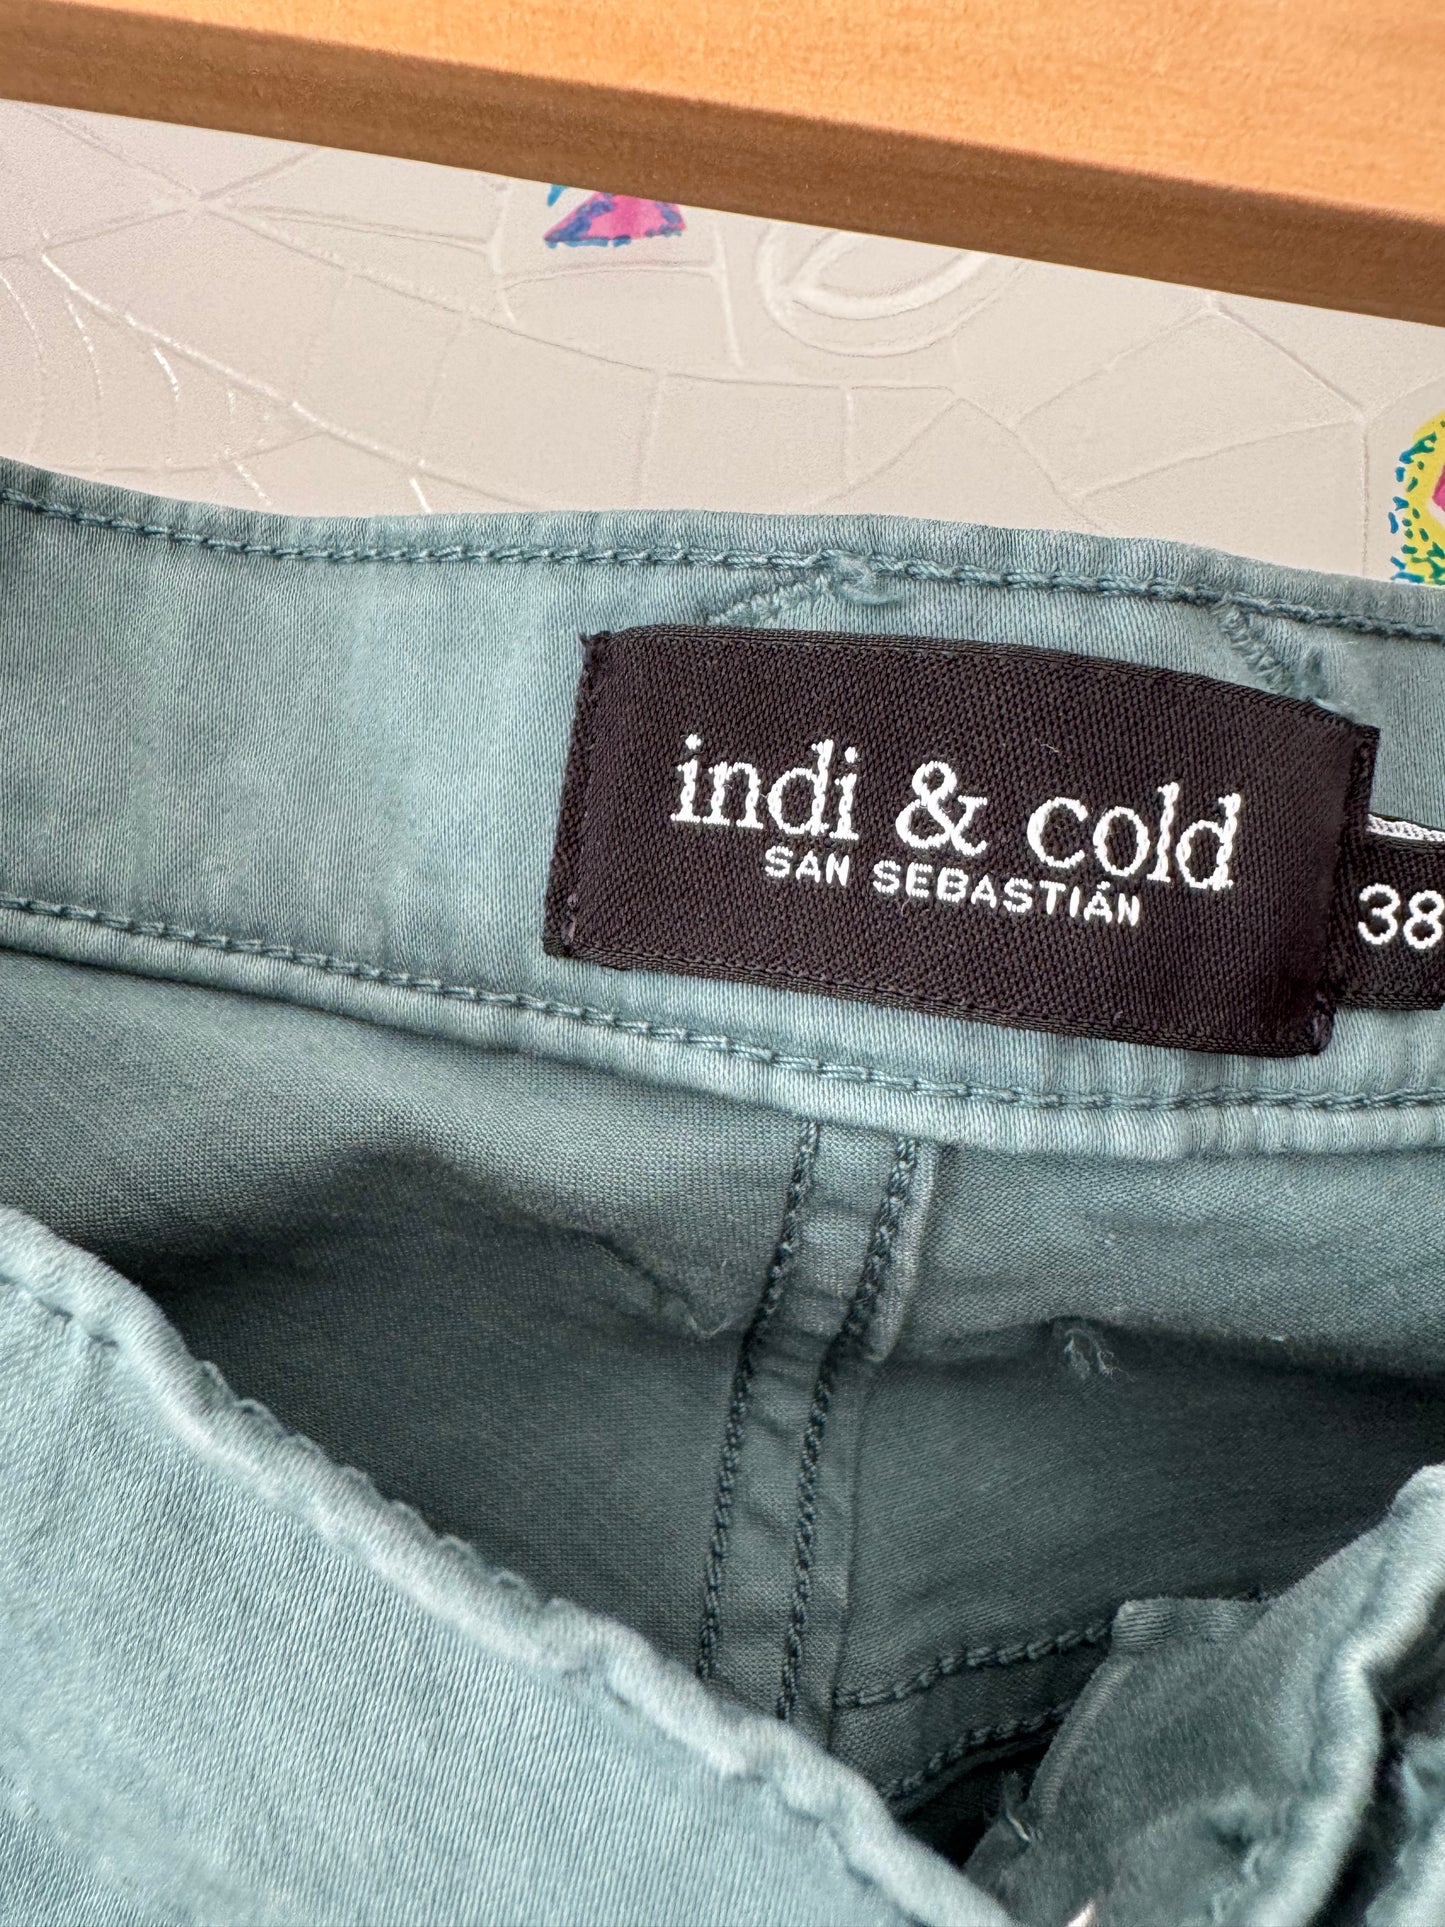 indi & cold
SAN SEBASTIÁN
38